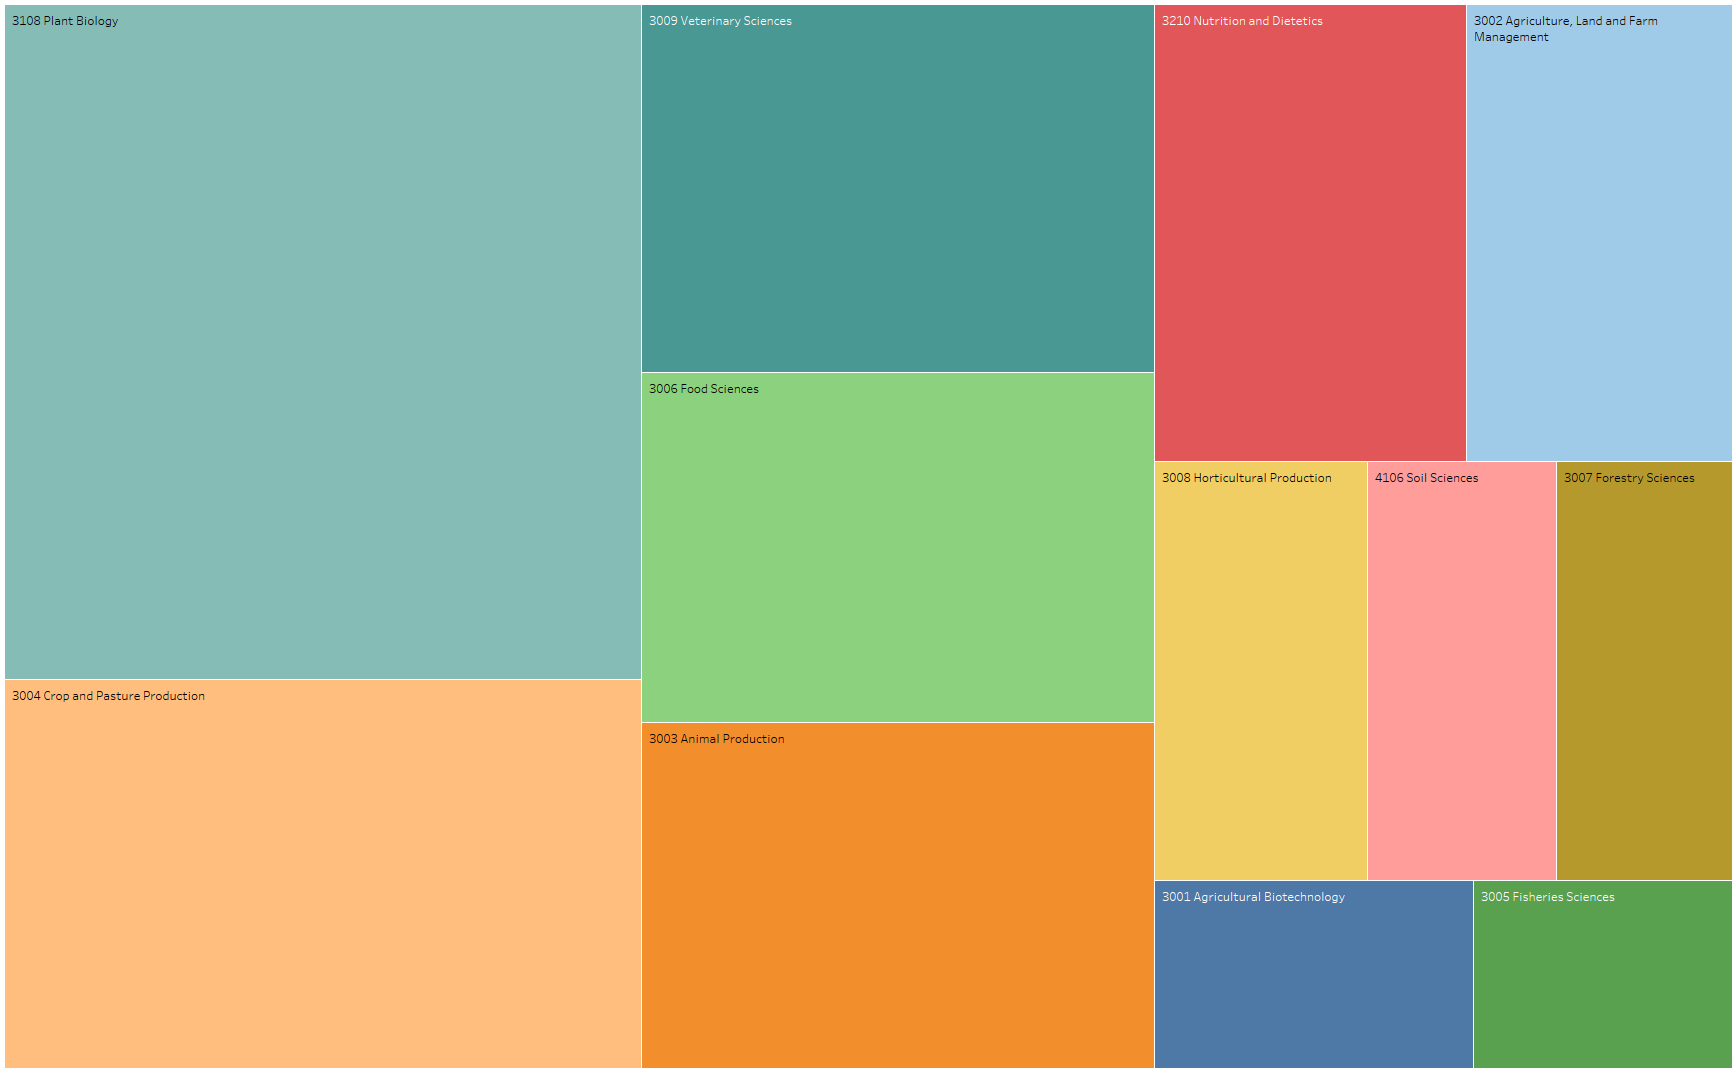 3108 Plant Biology
3009 Veterinary Sciences
3210 Nutrition and Dietetics
3002 Agriculture, Land and Farm
Management
3006 Food Sciences
3008 Horticultural Production
4106 Soil Sciences
3007 Forestry Sciences
3004 Crop and Pasture Production
3003 Animal Production
3001 Agricultural Biotechnology
3005 Fisheries Sciences